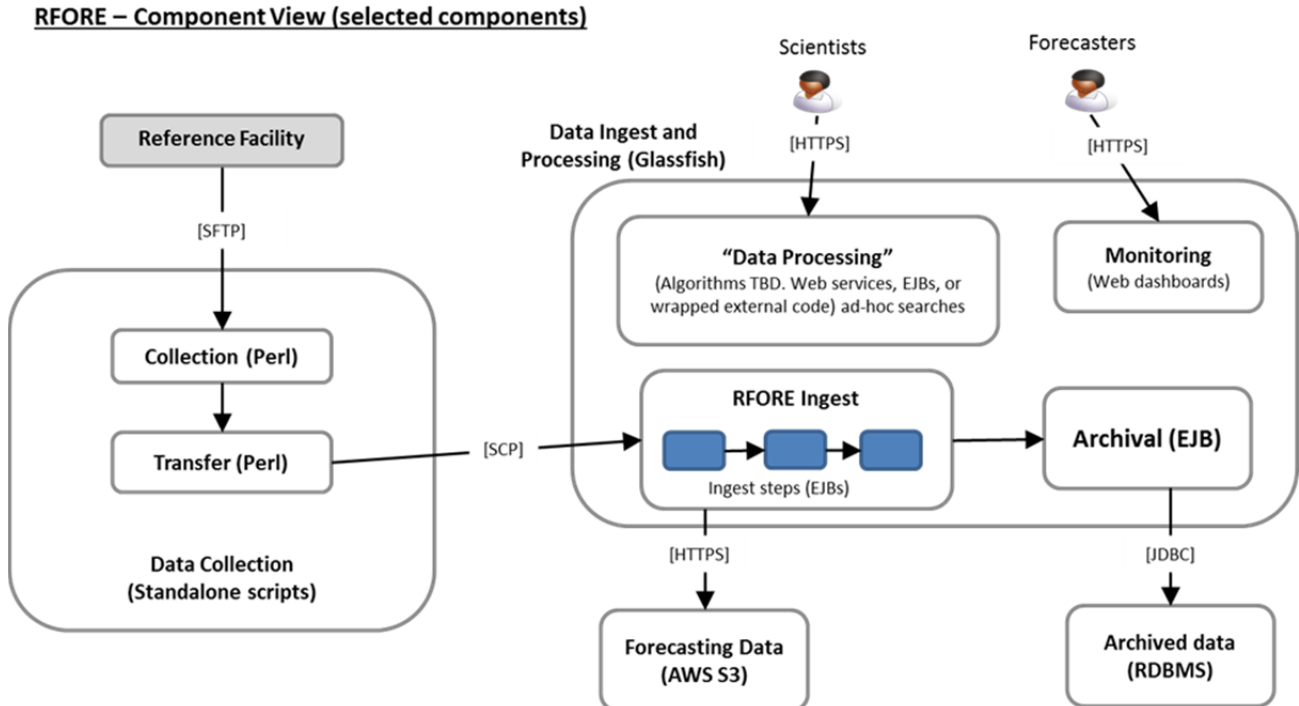 RFORE – Component View (selected components)
Scientists
Forecasters
Reference Facility
Data Ingest and
Processing (Glassfish)
[HTTPS]
[HTTPS]
[SFTP]
“Data Processing”
(Algorithms TBD. Web services, EJBs, or
wrapped external code) ad-hoc searches
Monitoring
(Web dashboards)
Collection (Perl)
Transfer (Perl)
[SCP]
RFORE Ingest
Ingest steps (EJBs)
Archival (EJB)
Data Collection
(Standalone scripts)
[HTTPS]
[JDBC]
Forecasting Data
(AWS S3)
Archived data
(RDBMS)